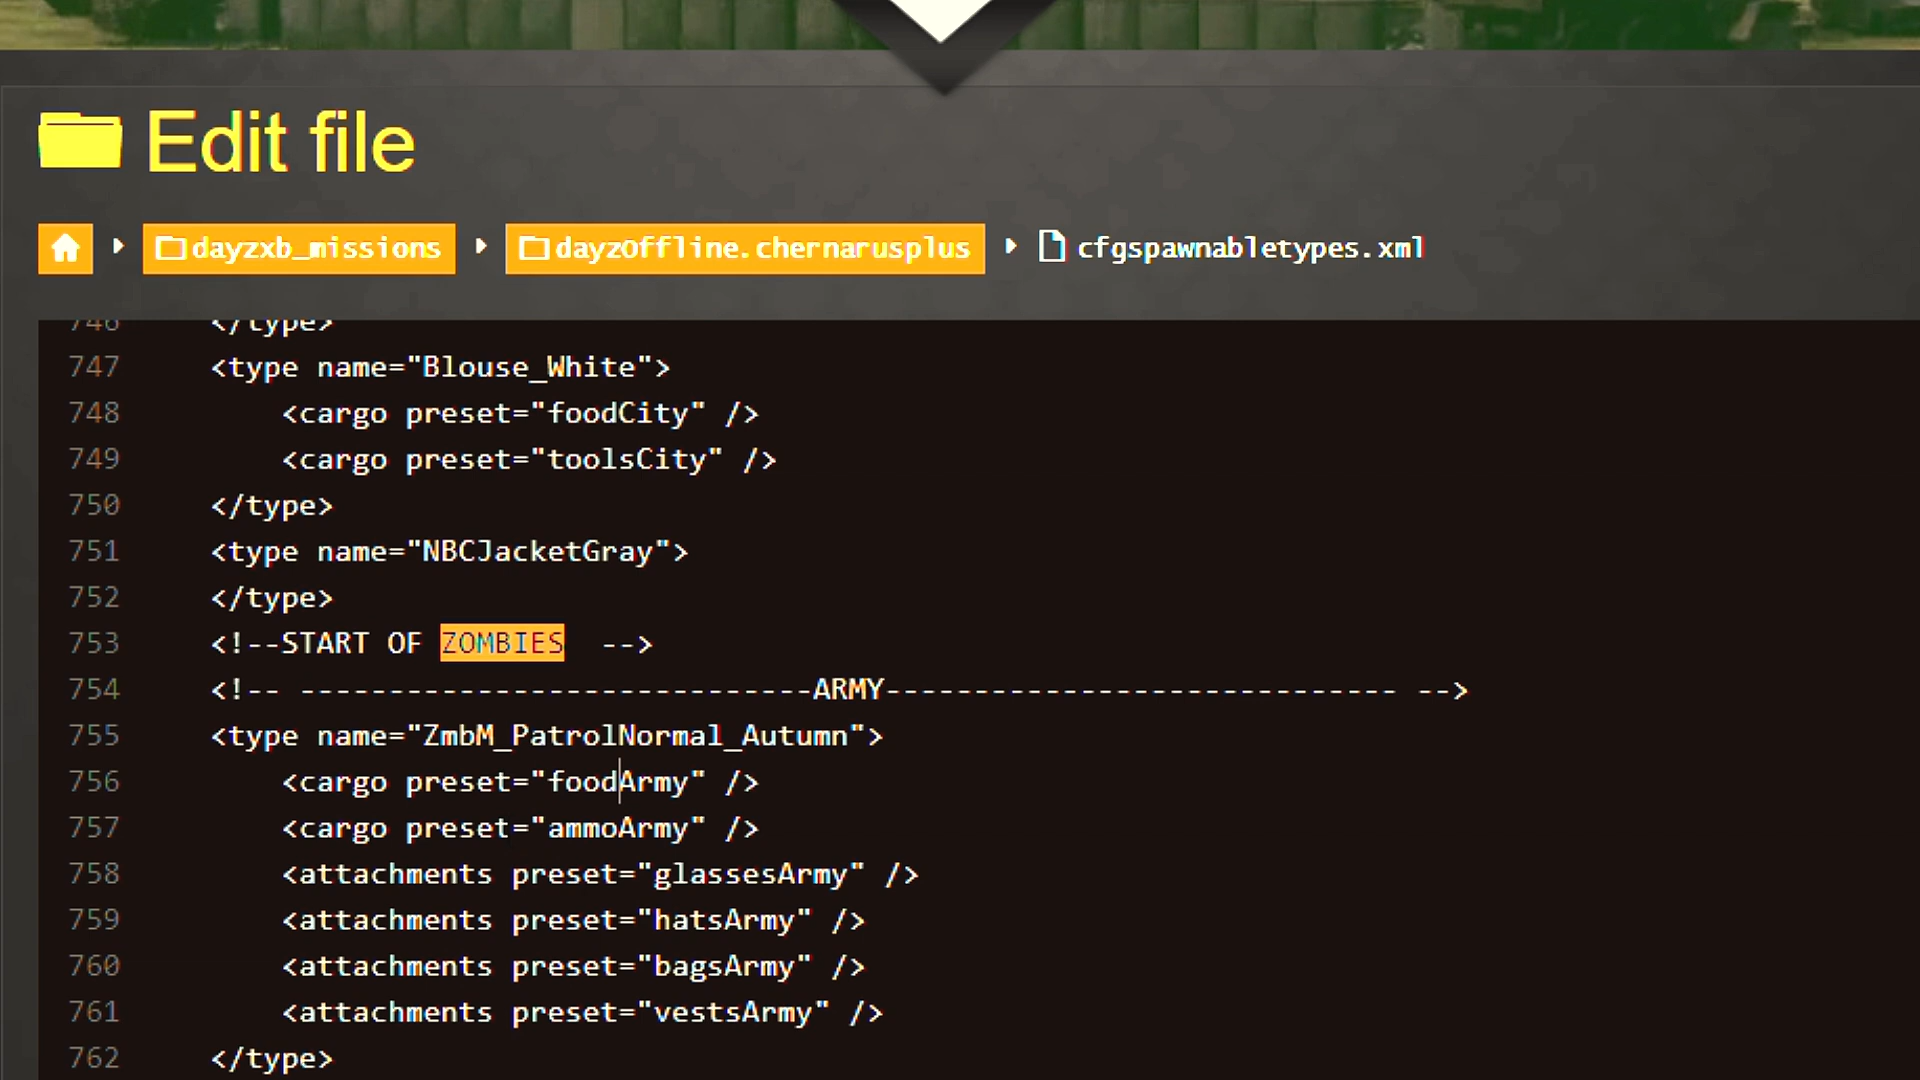 Edit file
dayzxb_missions dayzOffline.chernarusplus cfgspawnabletypes.xml
746 </type>
747 <type name="Blouse_White">
748 <cargo preset="foodCity" />
749 <cargo preset="toolsCity" />
750 </type>
751 <type name="NBCJacketGray">
752 </type>
753 <!--START OF ZOMBIES  -->
754 <!-- -----------------------------ARMY----------------------------- -->
755 <type name="ZmbM_PatrolNormal_Autumn">
756 <cargo preset="foodArmy" />
757 <cargo preset="ammoArmy" />
758 <attachments preset="glassesArmy" />
759 <attachments preset="hatsArmy" />
760 <attachments preset="bagsArmy" />
761 <attachments preset="vestsArmy" />
762 </type>